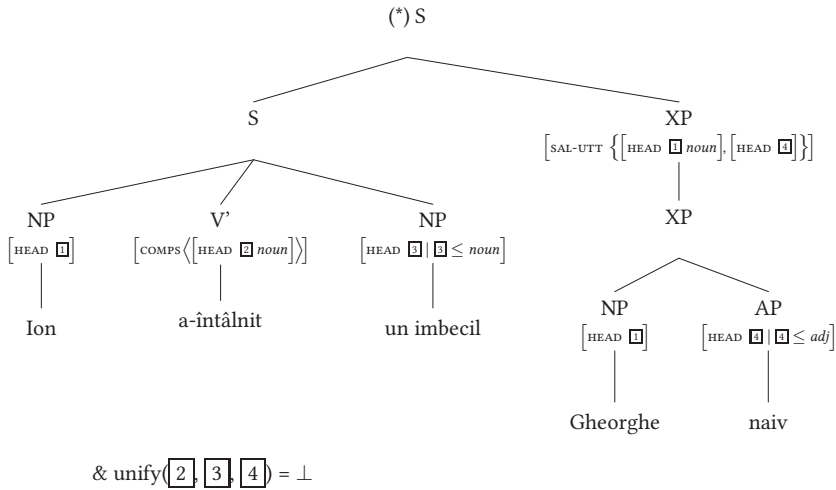 (*) S
S XP
[SAL-UTT {[HEAD 1 noun], [HEAD 4]}]
NP V’ NP XP
[HEAD 1] [COMPS⟨[HEAD 2 noun]⟩] [HEAD 3 | 3 ≤ noun]
NP AP
Ion a-întâlnit un imbecil
[HEAD 1] [HEAD 4 | 4 ≤ adj]
Gheorghe naiv
& unify(2, 3, 4) = ⊥